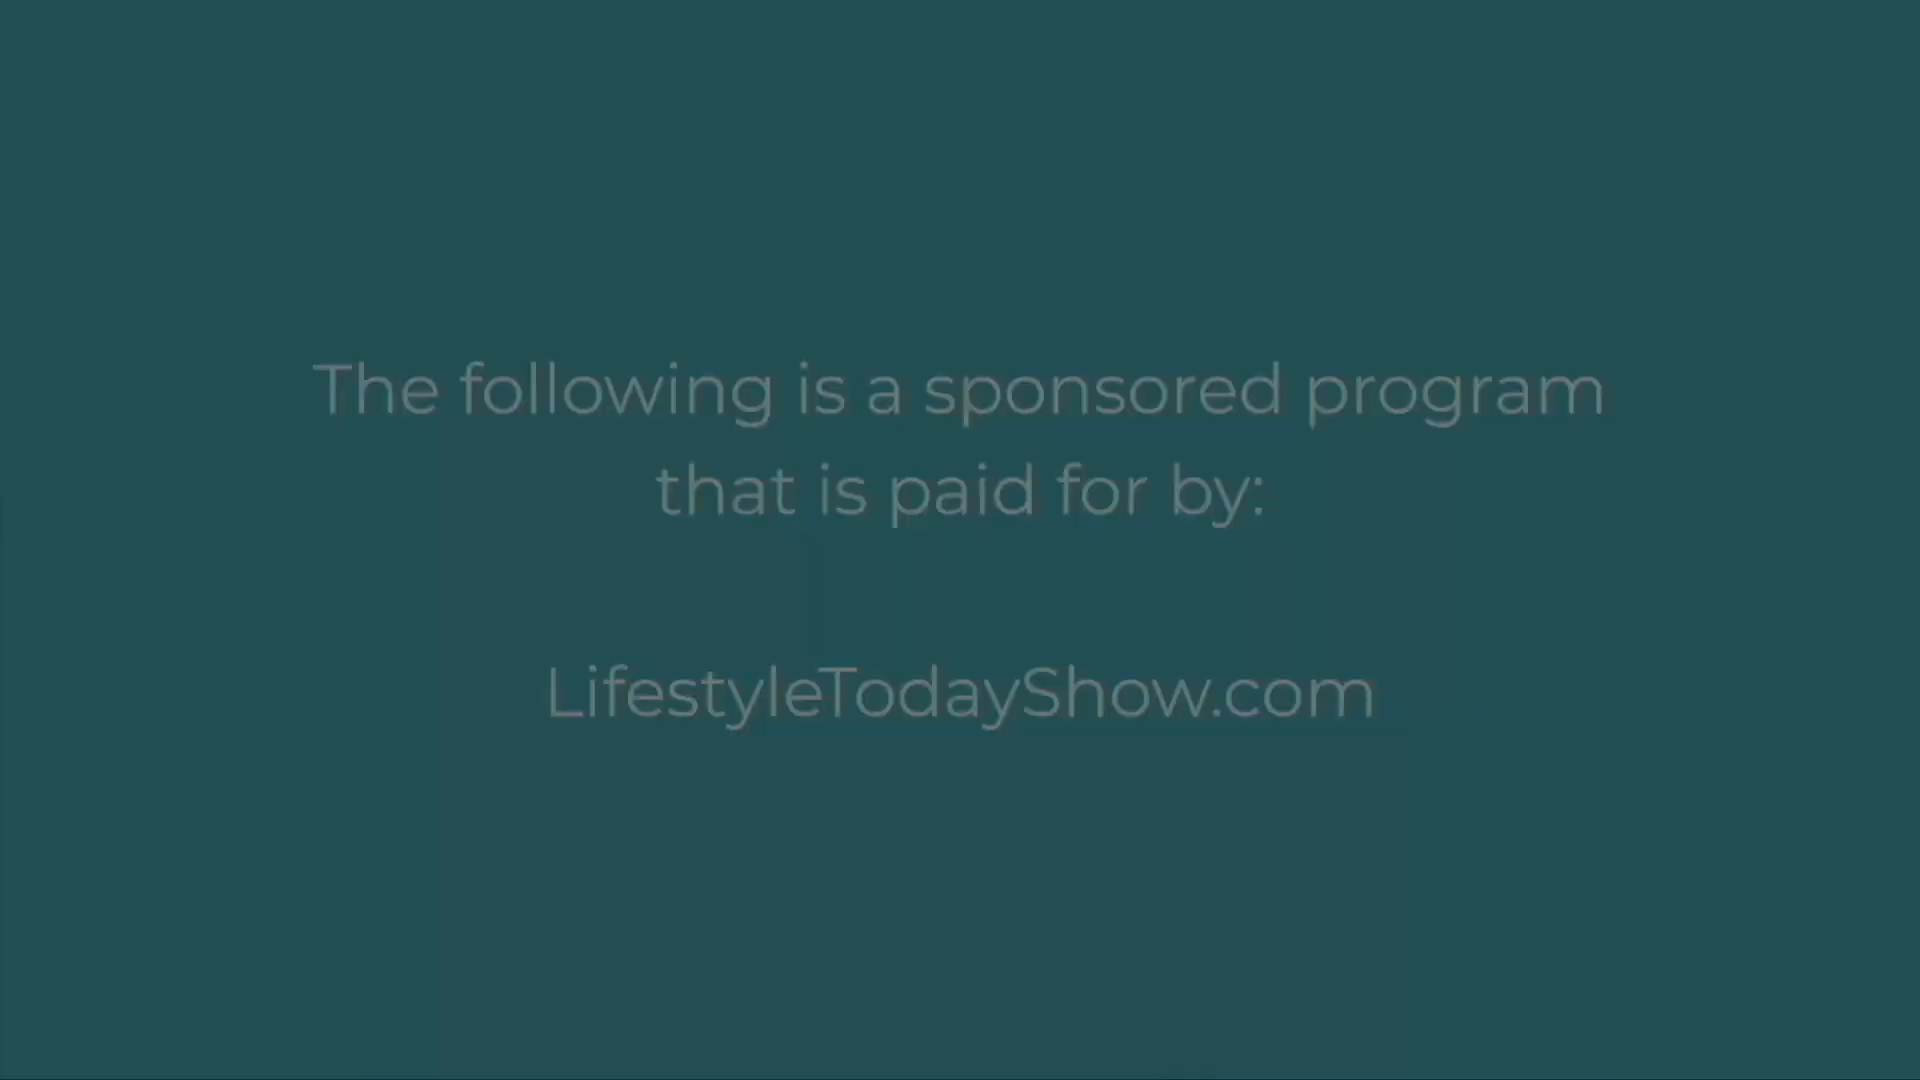 The following is a sponsored program
that is paid for by:
LifestyleTodayShow.com